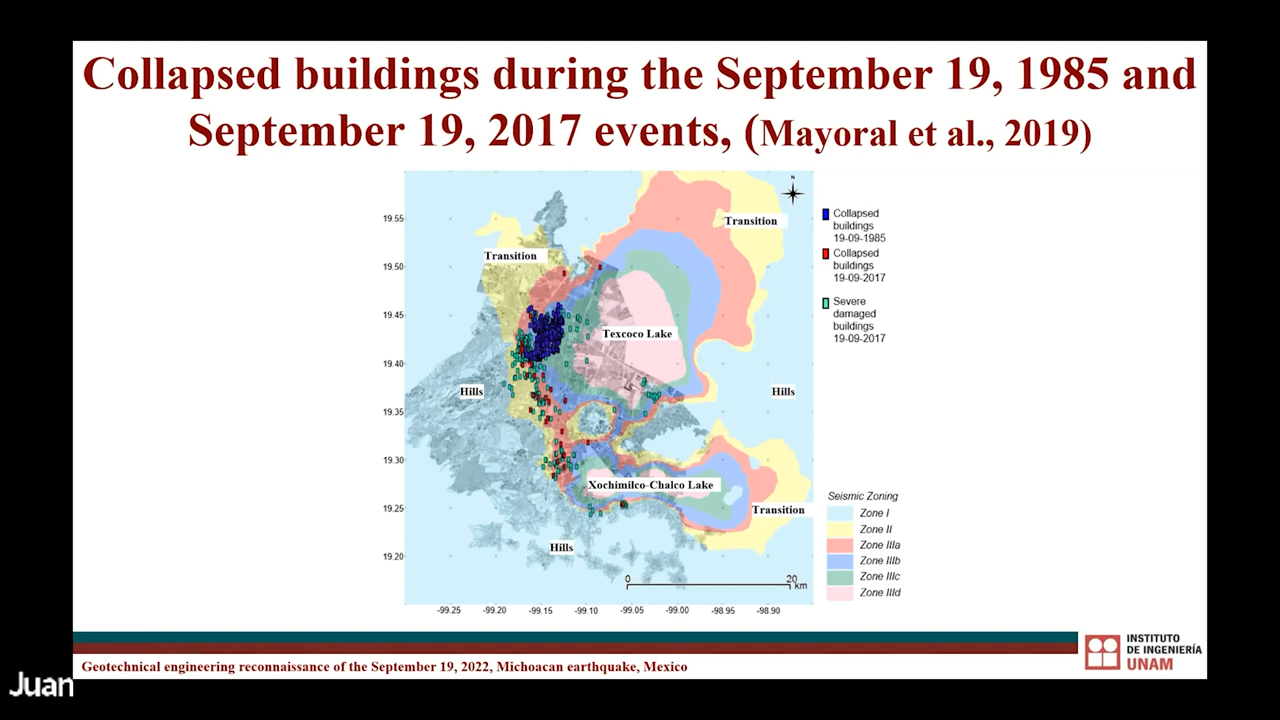 Collapsed buildings during the September 19, 1985 and
September 19, 2017 events, (Mayoral et al., 2019)
N
19.55
19.50
19.45
19.40
19.35
19.30
19.25
19.20
Transition
Transition
Texcoco Lake
Hills
Hills
Xochimilco-Chalco Lake
Transition
Hills
0 20
km
-99.25 -99.20 -99.15 -99.10 -99.05 -99.00 -98.95 -98.90
Collapsed
buildings
19-09-1985
Collapsed
buildings
19-09-2017
Severe
damaged
buildings
19-09-2017
Seismic Zoning
Zone I
Zone II
Zone IIIa
Zone IIIb
Zone IIIc
Zone IIId
Geotechnical engineering reconnaissance of the September 19, 2022, Michoacan earthquake, Mexico
INSTITUTO
DE INGENIERÍA
UNAM
Juan